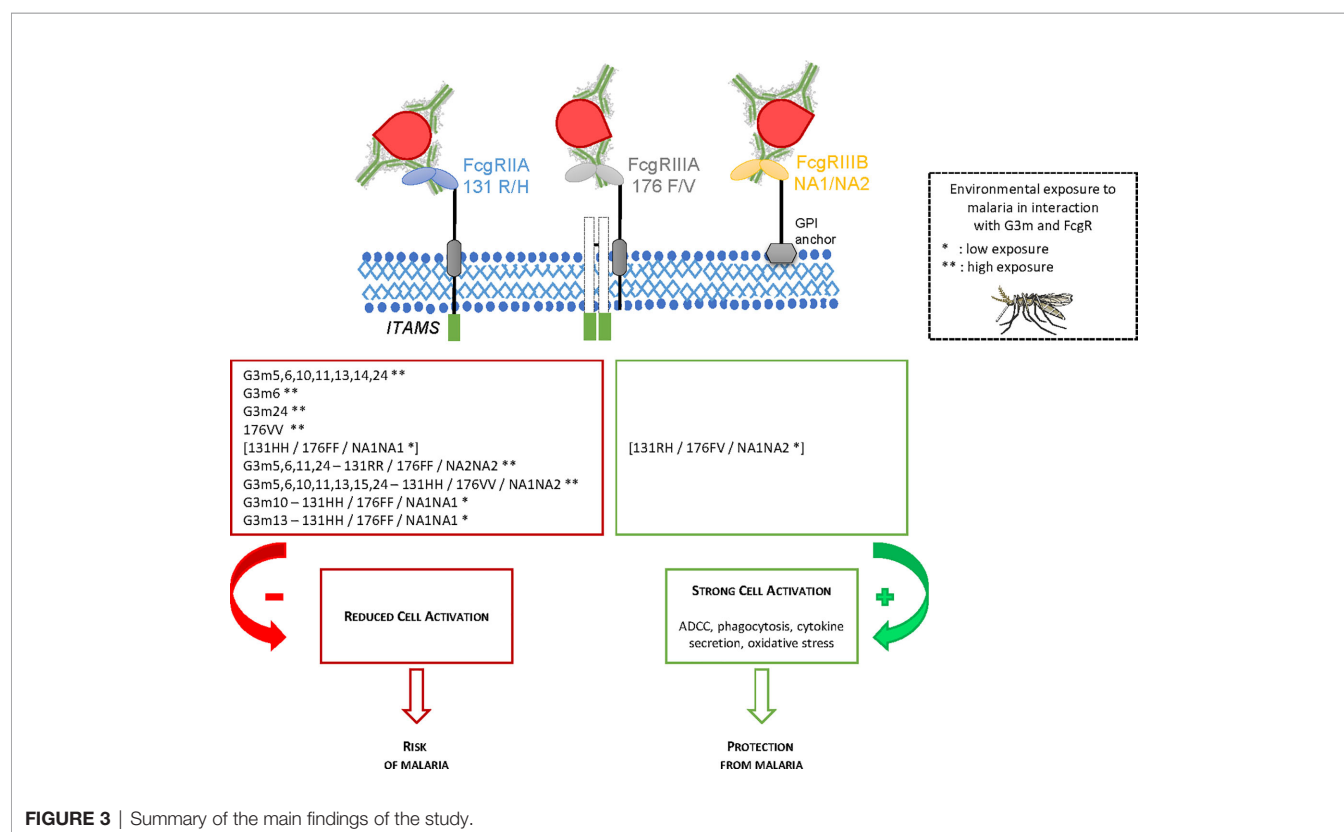 FcgRIIA
131 R/H
FcgRIIIA
176 F/V
FcgRIIIB
NA1/NA2
GPI
anchor
ITAMS
Environmental exposure to
malaria in interaction
with G3m and FcgR
* : low exposure
** : high exposure
G3m5,6,10,11,13,14,24 **
G3m6 **
G3m24 **
176VV **
[131HH / 176FF / NA1NA1 *]
G3m5,6,11,24 – 131RR / 176FF / NA2NA2 **
G3m5,6,10,11,13,15,24 – 131HH / 176VV / NA1NA2 **
G3m10 – 131HH / 176FF / NA1NA1 *
G3m13 – 131HH / 176FF / NA1NA1 *
[131RH / 176FV / NA1NA2 *]
REDUCED CELL ACTIVATION
STRONG CELL ACTIVATION
ADCC, phagocytosis, cytokine
secretion, oxidative stress
RISK
OF MALARIA
PROTECTION
FROM MALARIA
FIGURE 3 | Summary of the main findings of the study.